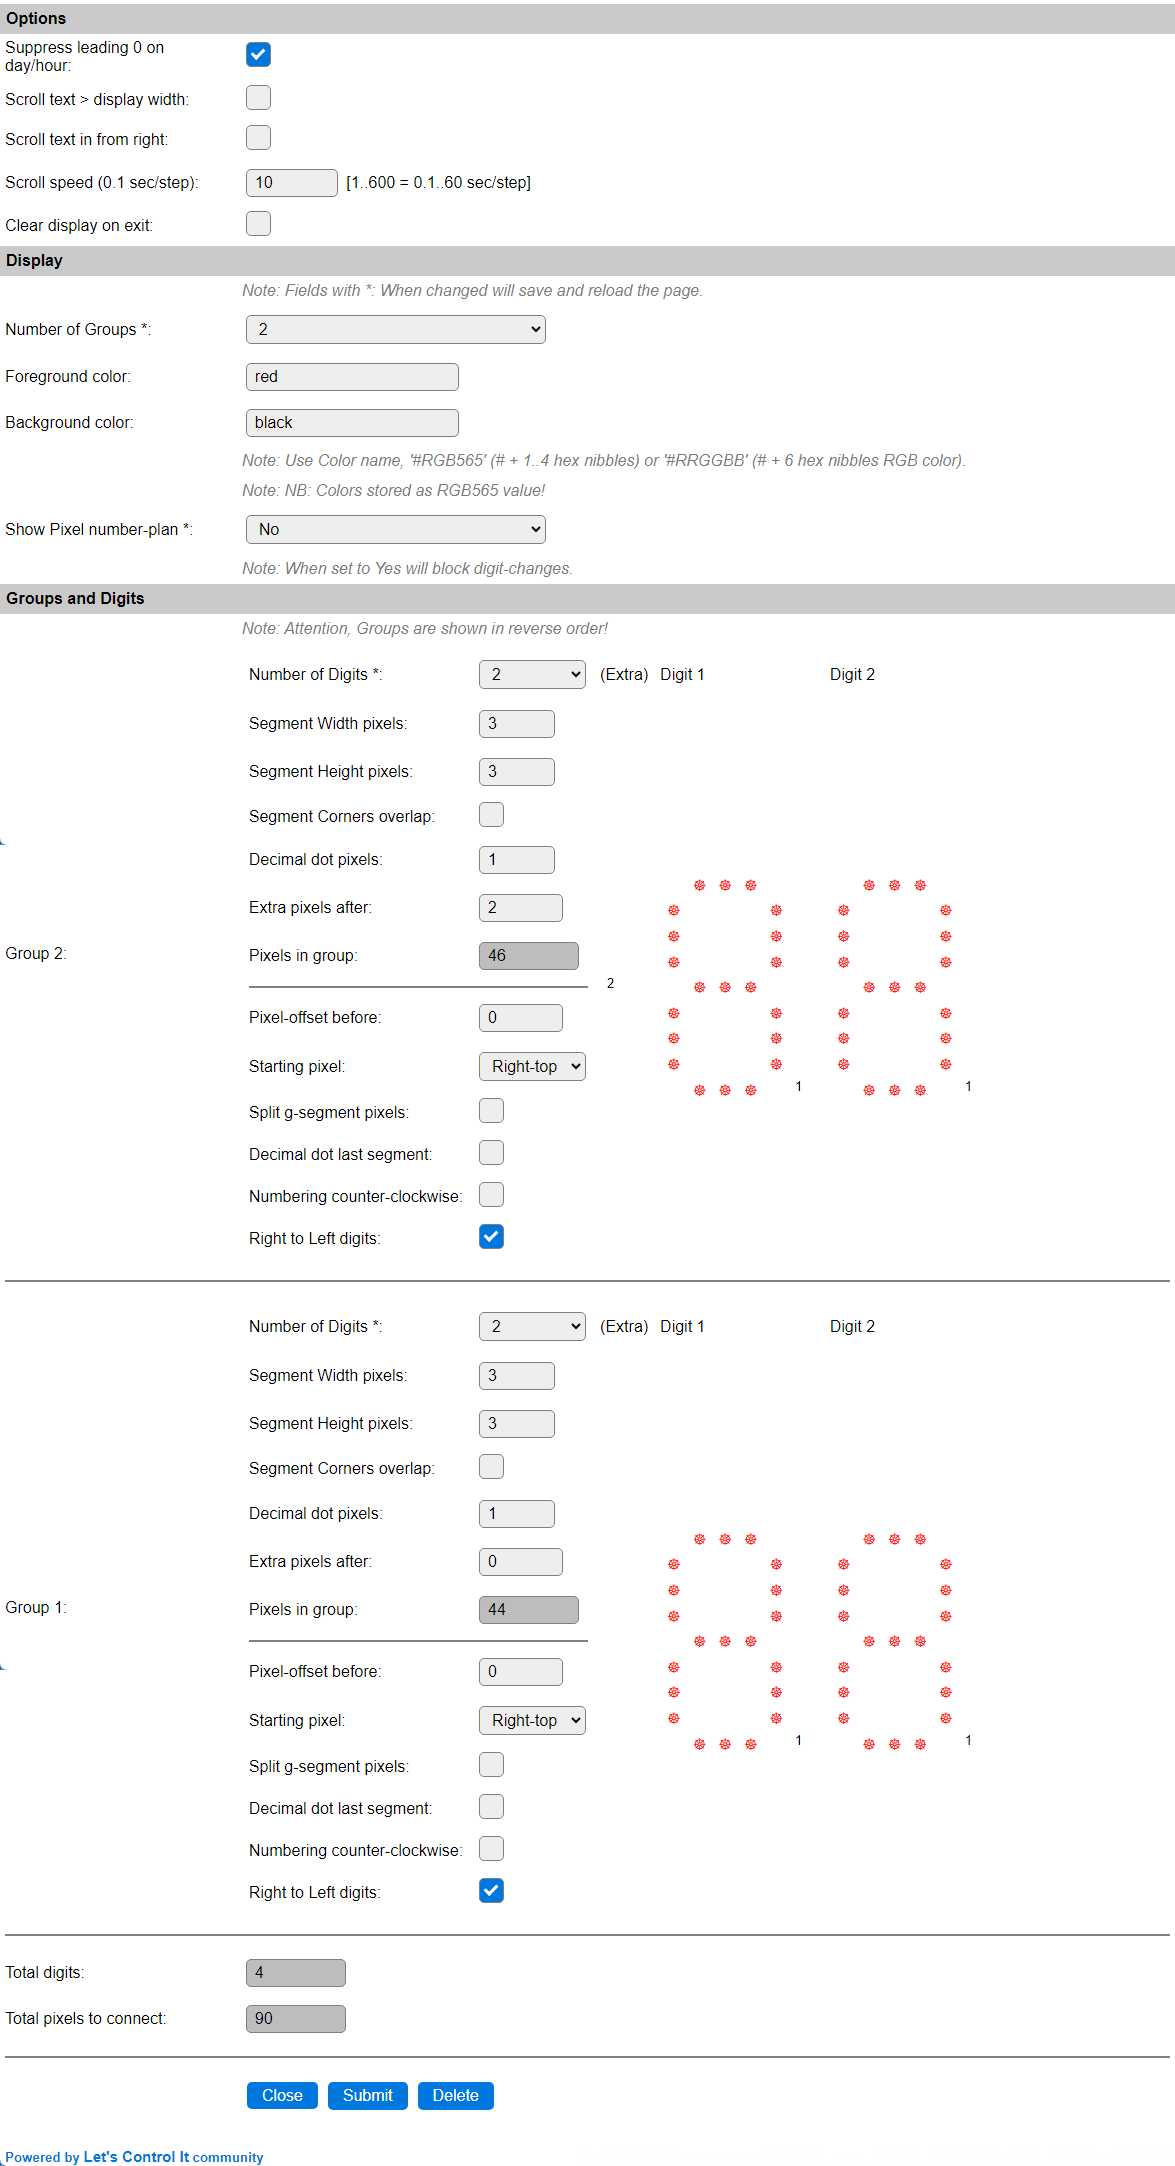 Options
Suppress leading 0 on
day/hour:
Scroll text > display width:
Scroll text in from right:
Scroll speed (0.1 sec/step): 10 [1..600 = 0.1..60 sec/step]
Clear display on exit:
Display
Note: Fields with *: When changed will save and reload the page.
Number of Groups *: 2
Foreground color: red
Background color: black
Note: Use Color name, '#RGB565' (# + 1..4 hex nibbles) or '#RRGGBB' (# + 6 hex nibbles RGB color).
Note: NB: Colors stored as RGB565 value!
Show Pixel number-plan *: No
Note: When set to Yes will block digit-changes.
Groups and Digits
Note: Attention, Groups are shown in reverse order!
Number of Digits *: 2 (Extra) Digit 1 Digit 2
Segment Width pixels: 3
Segment Height pixels: 3
Segment Corners overlap:
Decimal dot pixels: 1
Extra pixels after: 2
Group 2:
Pixels in group: 46
2
Pixel-offset before: 0
Starting pixel: Right-top
1 1
Split g-segment pixels:
Decimal dot last segment:
Numbering counter-clockwise:
Right to Left digits:
Number of Digits *: 2 (Extra) Digit 1 Digit 2
Segment Width pixels: 3
Segment Height pixels: 3
Segment Corners overlap:
Decimal dot pixels: 1
Extra pixels after: 0
Group 1:
Pixels in group: 44
Pixel-offset before: 0
Starting pixel: Right-top
1 1
Split g-segment pixels:
Decimal dot last segment:
Numbering counter-clockwise:
Right to Left digits:
Total digits: 4
Total pixels to connect: 90
Close Submit Delete
Powered by Let's Control It community